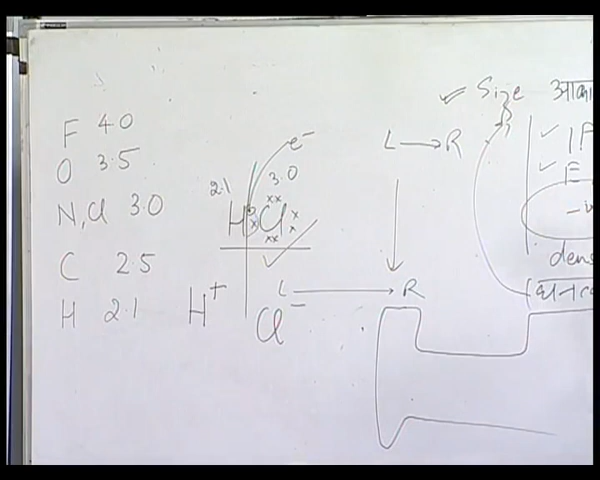 F 4.0
O 3.5
N, Cl 3.0
C 2.5
H 2.1
e⁻
2.1 3.0
H Cl
H⁺ Cl⁻
L → R
L → R
✓ Size
✓ IP
✓ E
dens